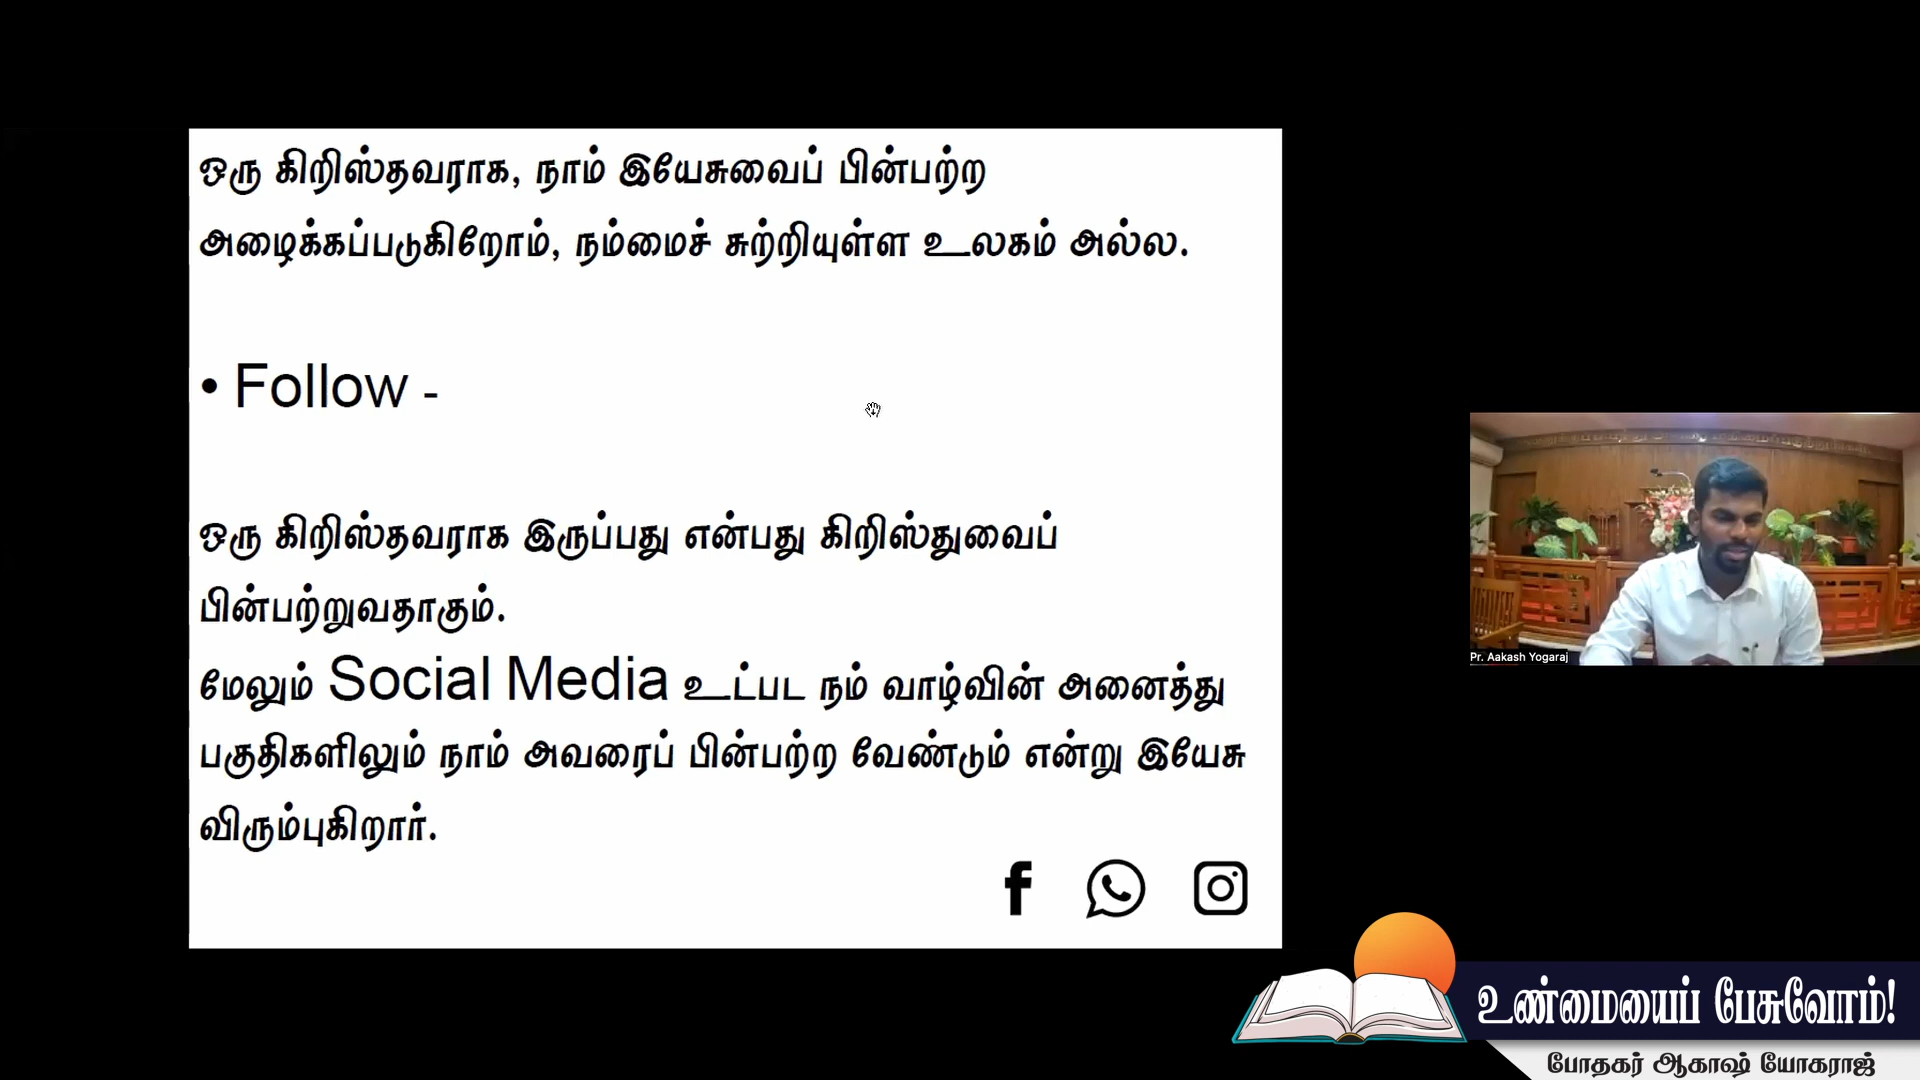 ஒரு கிறிஸ்தவராக, நாம் இயேசுவைப் பின்பற்ற
அழைக்கப்படுகிறோம், நம்மைச் சுற்றியுள்ள உலகம் அல்ல.
• Follow -
ஒரு கிறிஸ்தவராக இருப்பது என்பது கிறிஸ்துவைப்
பின்பற்றுவதாகும்.
மேலும் Social Media உட்பட நம் வாழ்வின் அனைத்து
பகுதிகளிலும் நாம் அவரைப் பின்பற்ற வேண்டும் என்று இயேசு
விரும்புகிறார்.
Pr. Aakash Yogaraj
உண்மையைப் பேசுவோம்!
போதகர் ஆகாஷ் யோகராஜ்